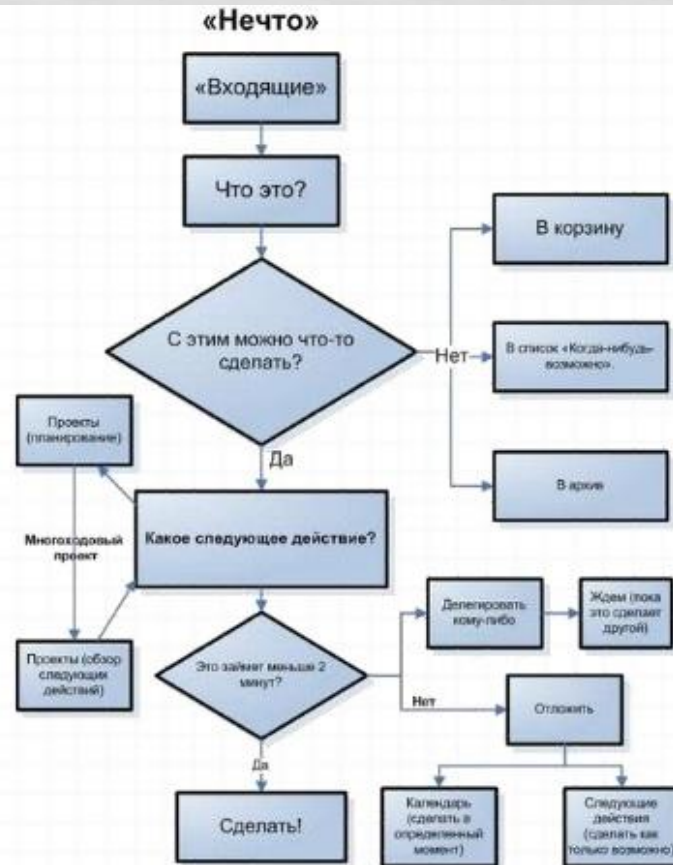 «Нечто»
«Входящие»
Что это?
В корзину
С этим можно что-то
сделать?
Нет
В список «Когда-нибудь-
возможно».
Проекты
(планирование)
Да
В архив
Многоходовый
проект
Какое следующее действие?
Делегировать
кому-либо
Ждем (пока
это сделает
другой)
Проекты (обзор
следующих
действий)
Это займет меньше 2
минут?
Нет
Отложить
Да
Сделать!
Календарь
(сделать в
определенный
момент)
Следующие
действия
(сделать как
только возможно)